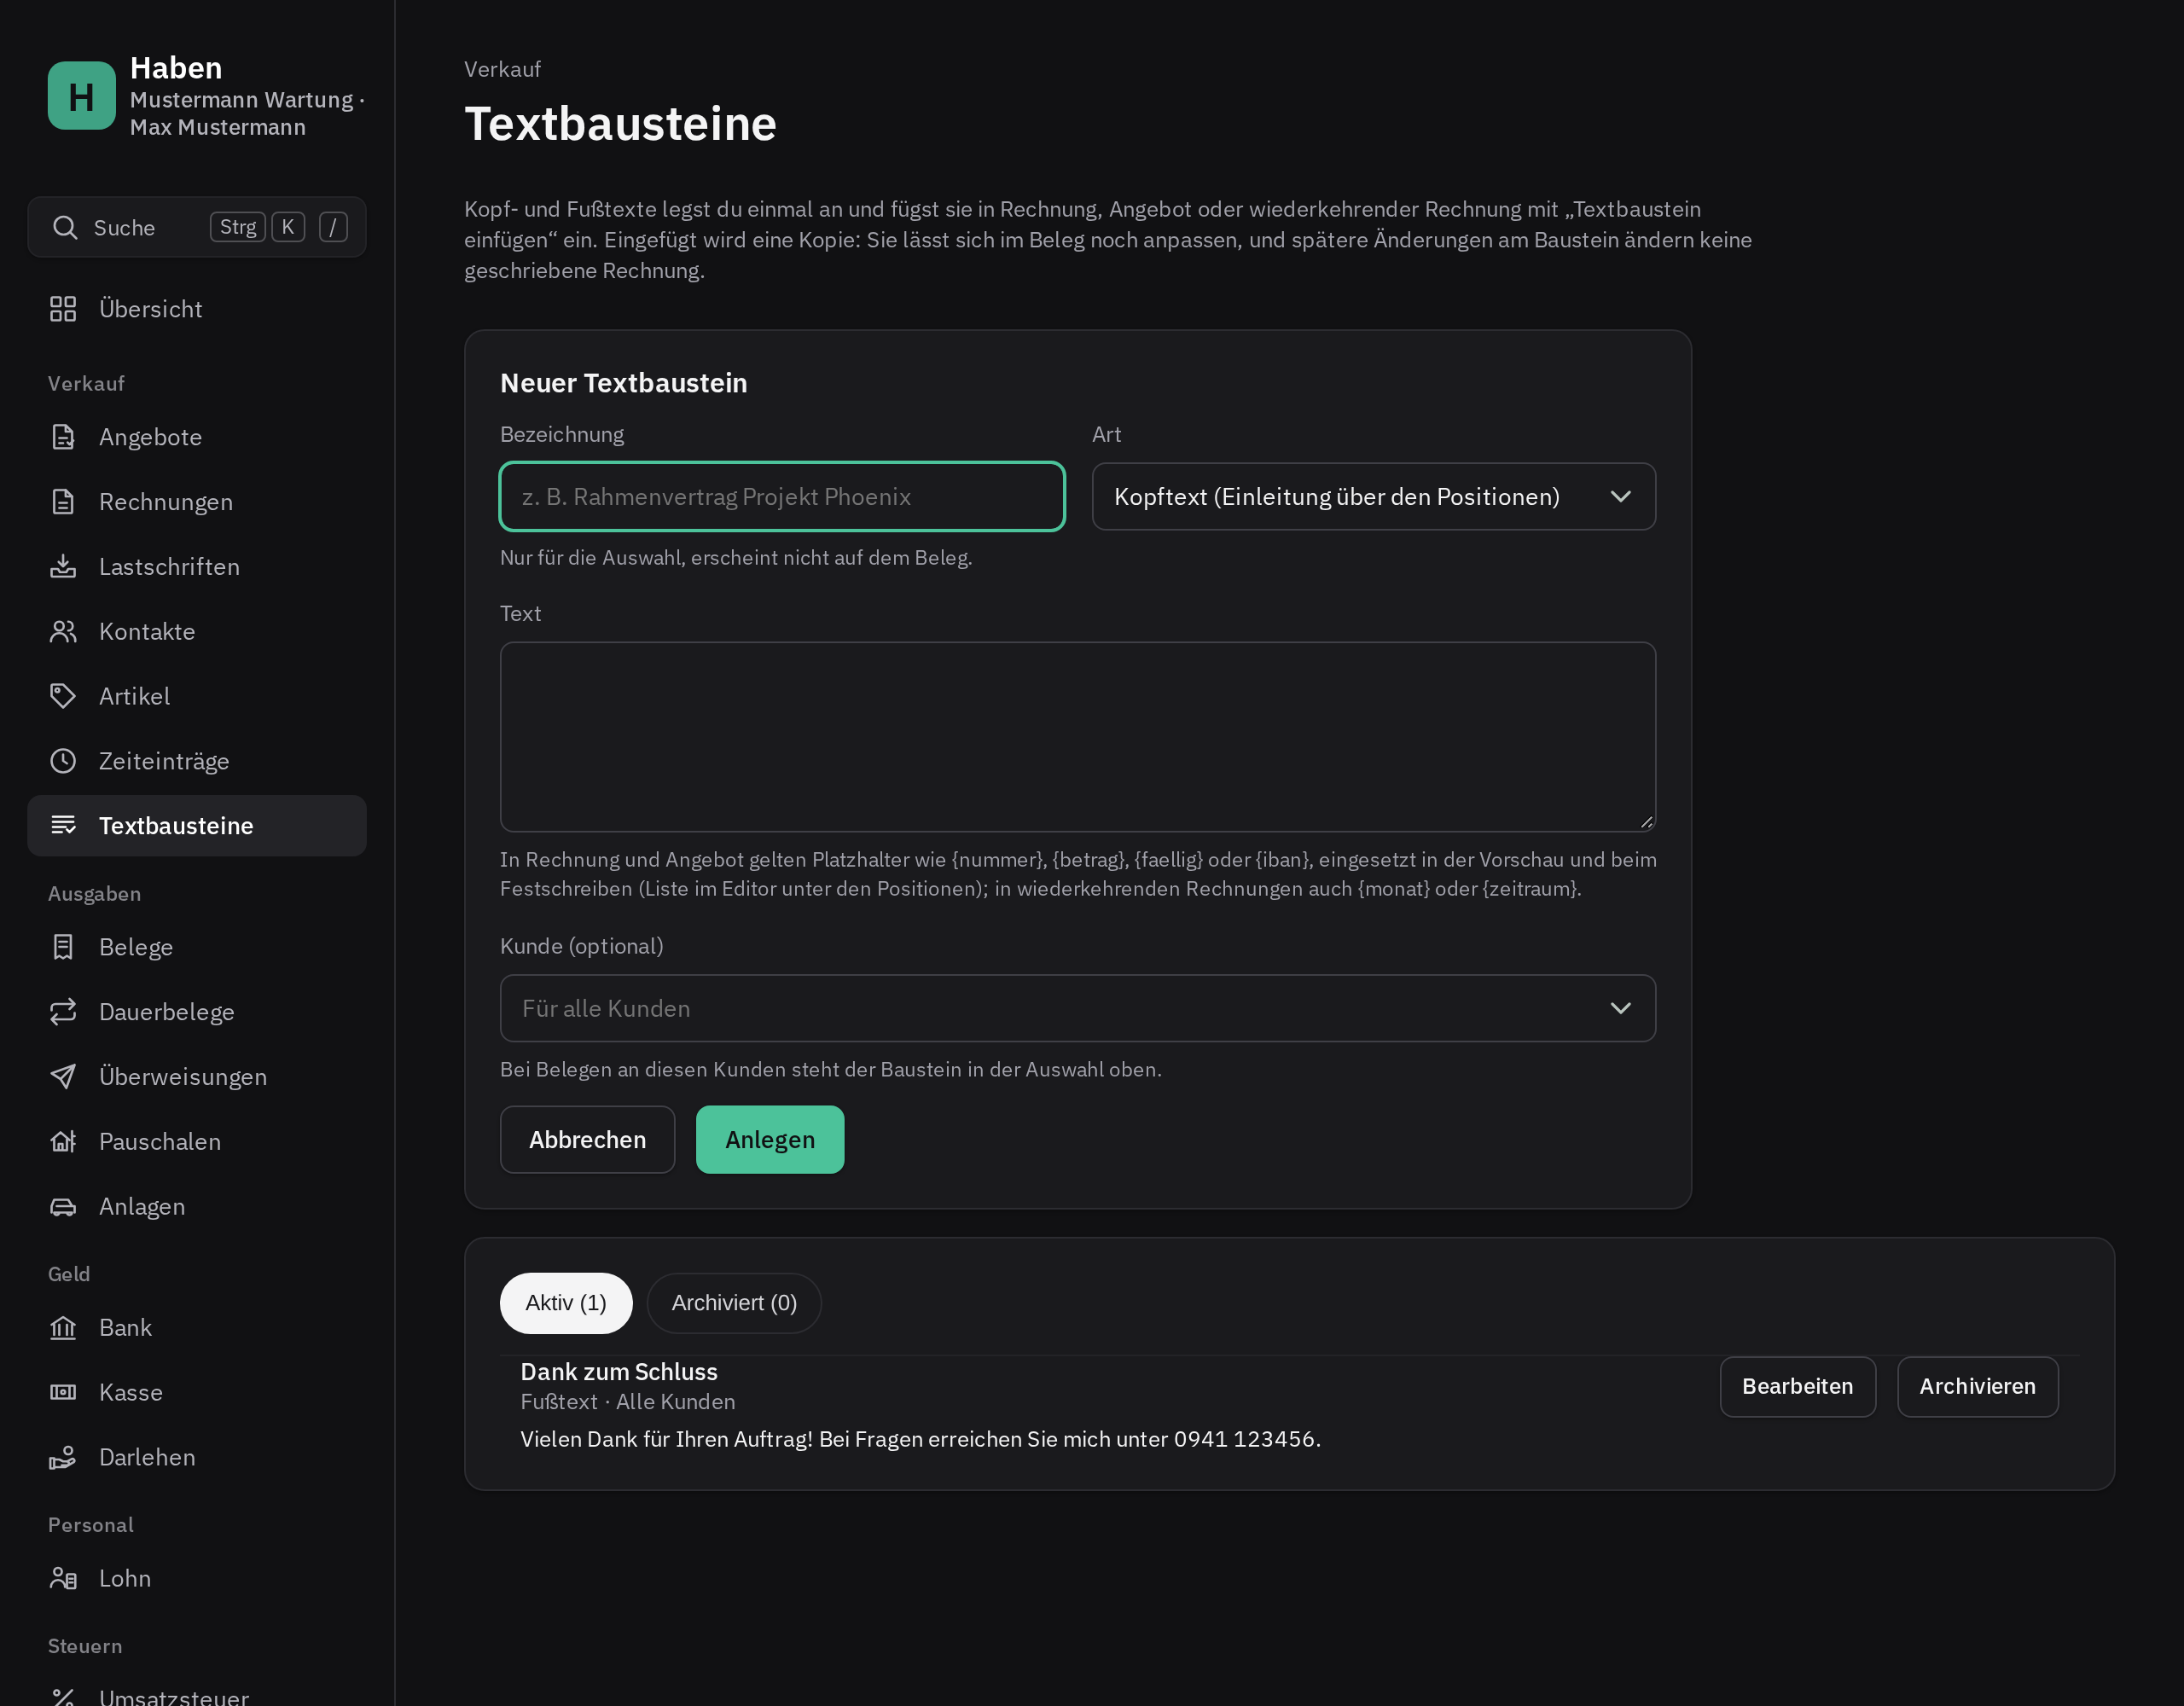 H
Haben
Mustermann Wartung ·
Max Mustermann
Suche Strg K /
Übersicht
Verkauf
Angebote
Rechnungen
Lastschriften
Kontakte
Artikel
Zeiteinträge
Textbausteine
Ausgaben
Belege
Dauerbelege
Überweisungen
Pauschalen
Anlagen
Geld
Bank
Kasse
Darlehen
Personal
Lohn
Steuern
Umsatzsteuer
Verkauf
Textbausteine
Kopf- und Fußtexte legst du einmal an und fügst sie in Rechnung, Angebot oder wiederkehrender Rechnung mit „Textbaustein
einfügen“ ein. Eingefügt wird eine Kopie: Sie lässt sich im Beleg noch anpassen, und spätere Änderungen am Baustein ändern keine
geschriebene Rechnung.
Neuer Textbaustein
Bezeichnung Art
z. B. Rahmenvertrag Projekt Phoenix Kopftext (Einleitung über den Positionen)
Nur für die Auswahl, erscheint nicht auf dem Beleg.
Text
In Rechnung und Angebot gelten Platzhalter wie {nummer}, {betrag}, {faellig} oder {iban}, eingesetzt in der Vorschau und beim
Festschreiben (Liste im Editor unter den Positionen); in wiederkehrenden Rechnungen auch {monat} oder {zeitraum}.
Kunde (optional)
Für alle Kunden
Bei Belegen an diesen Kunden steht der Baustein in der Auswahl oben.
Abbrechen Anlegen
Aktiv (1) Archiviert (0)
Dank zum Schluss
Fußtext · Alle Kunden
Vielen Dank für Ihren Auftrag! Bei Fragen erreichen Sie mich unter 0941 123456.
Bearbeiten Archivieren